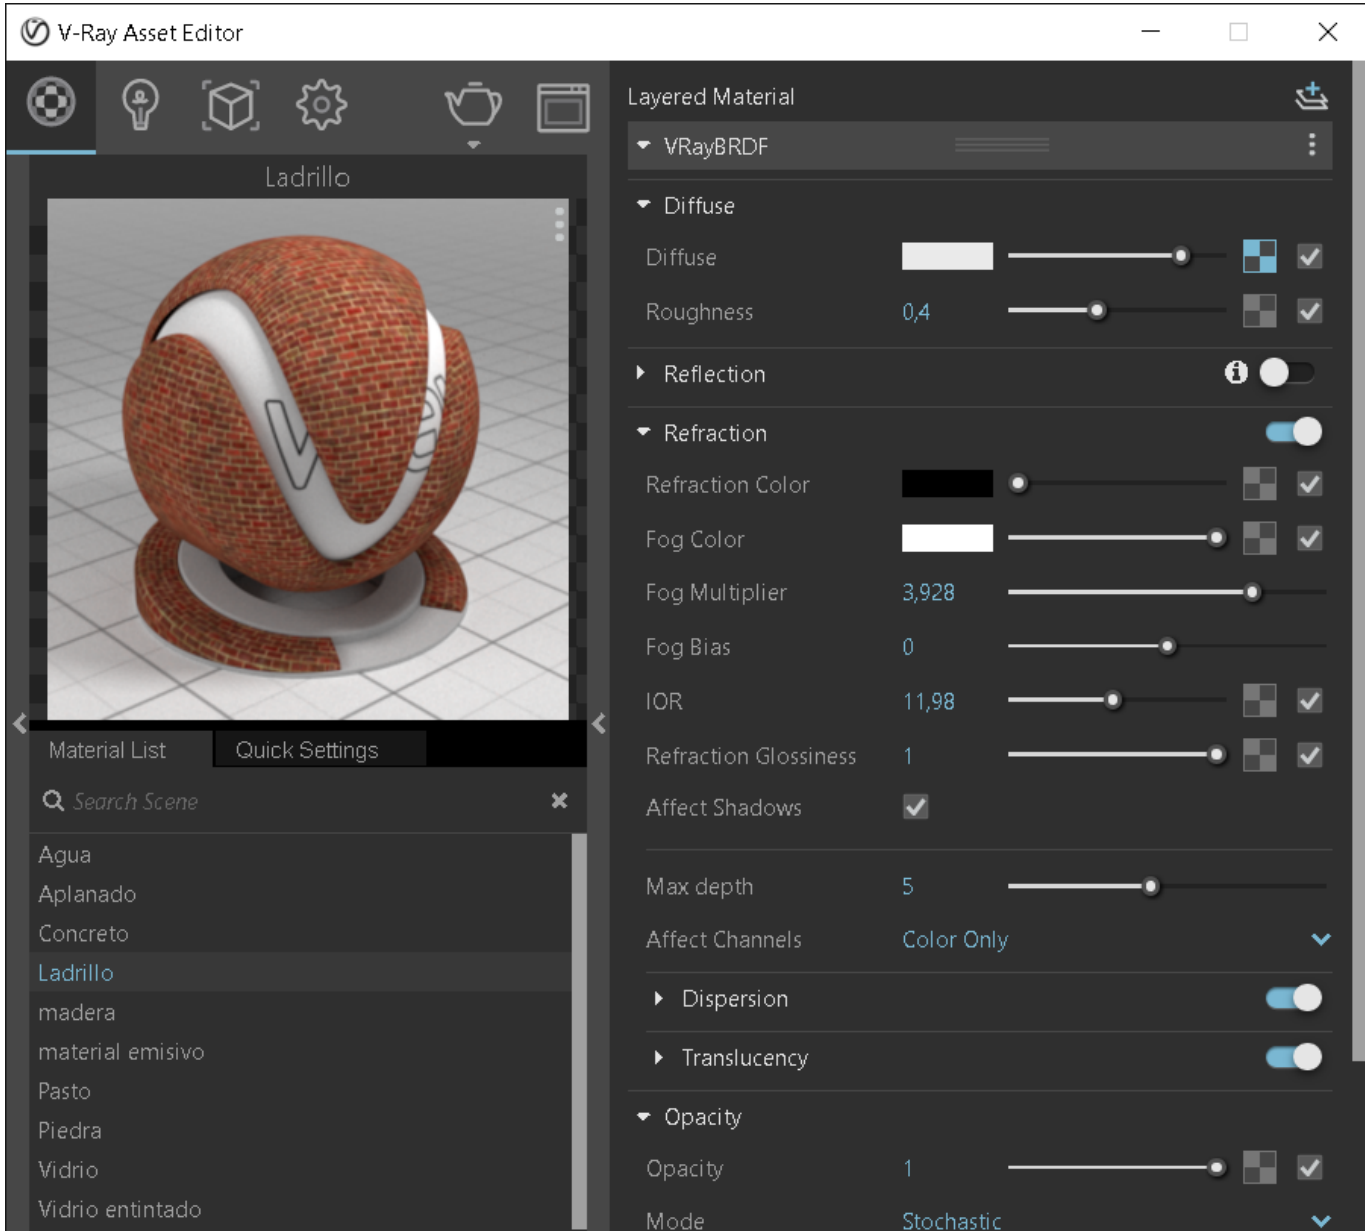 V-Ray Asset Editor
Ladrillo
Material List
Quick Settings
Search Scene
Agua
Aplanado
Concreto
Ladrillo
madera
material emisivo
Pasto
Piedra
Vidrio
Vidrio entintado
Layered Material
VRayBRDF
Diffuse
Diffuse
Roughness 0,4
Reflection
Refraction
Refraction Color
Fog Color
Fog Multiplier 3,928
Fog Bias 0
IOR 11,98
Refraction Glossiness 1
Affect Shadows
Max depth 5
Affect Channels Color Only
Dispersion
Translucency
Opacity
Opacity 1
Mode Stochastic